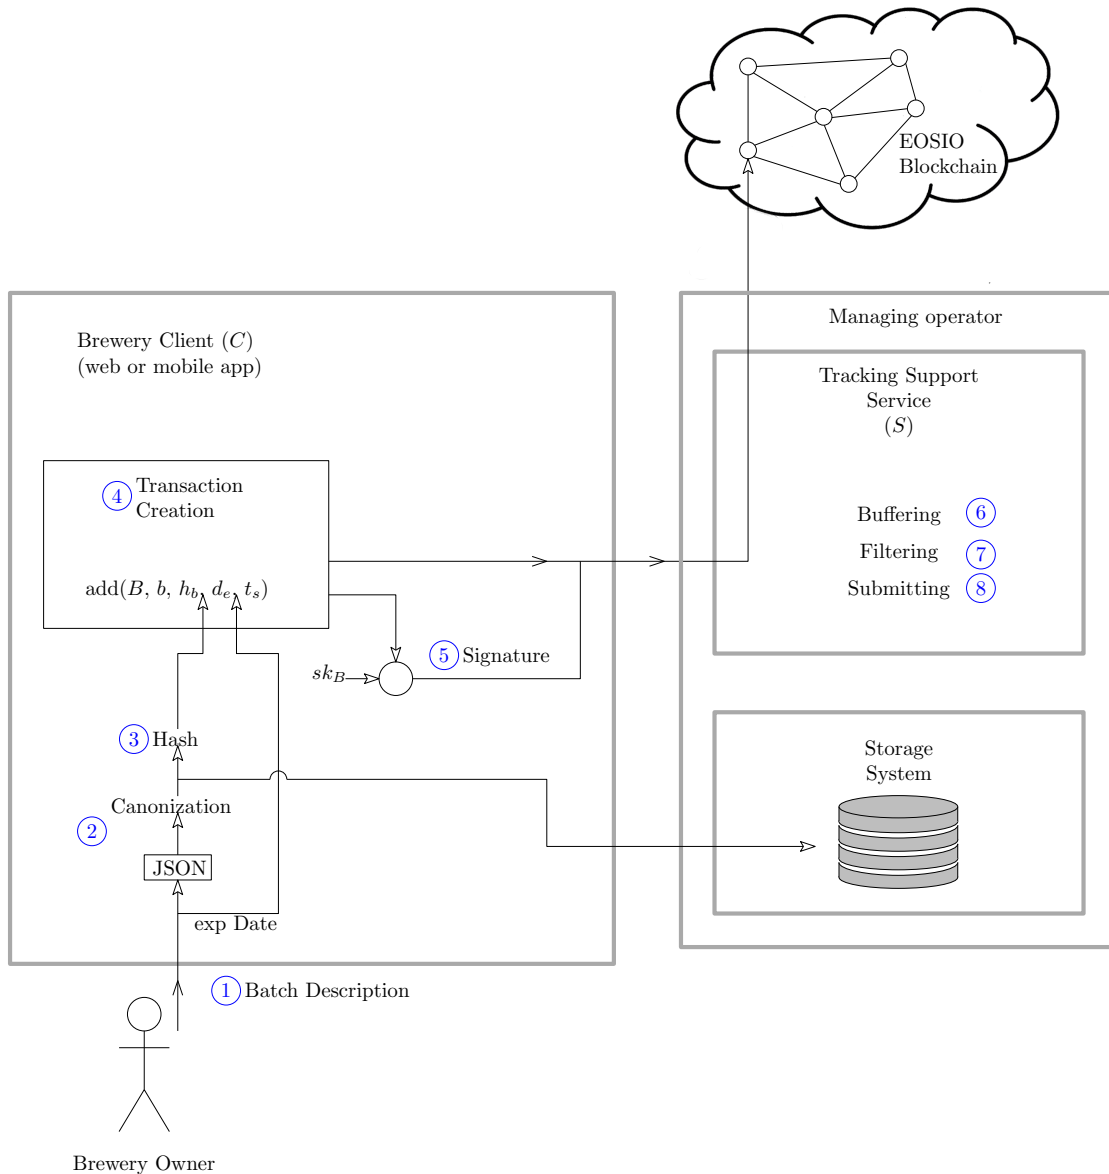 EOSIO
Blockchain
Managing operator
Brewery Client (C)
(web or mobile app)
Tracking Support
Service
(S)
4 Transaction
Creation
Buffering 6
Filtering 7
Submitting 8
add(B, b, h_b, d_e, t_s)
5 Signature
sk_B
3 Hash
Storage
System
Canonization
2
JSON
exp Date
1 Batch Description
Brewery Owner